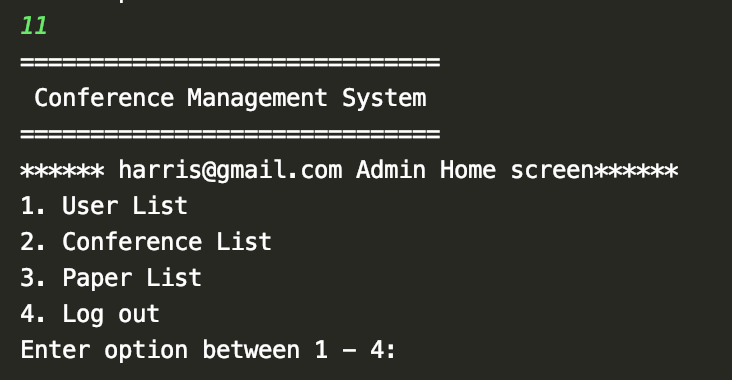 11
==============================
 Conference Management System
==============================
****** harris@gmail.com Admin Home screen******
1. User List
2. Conference List
3. Paper List
4. Log out
Enter option between 1 - 4: